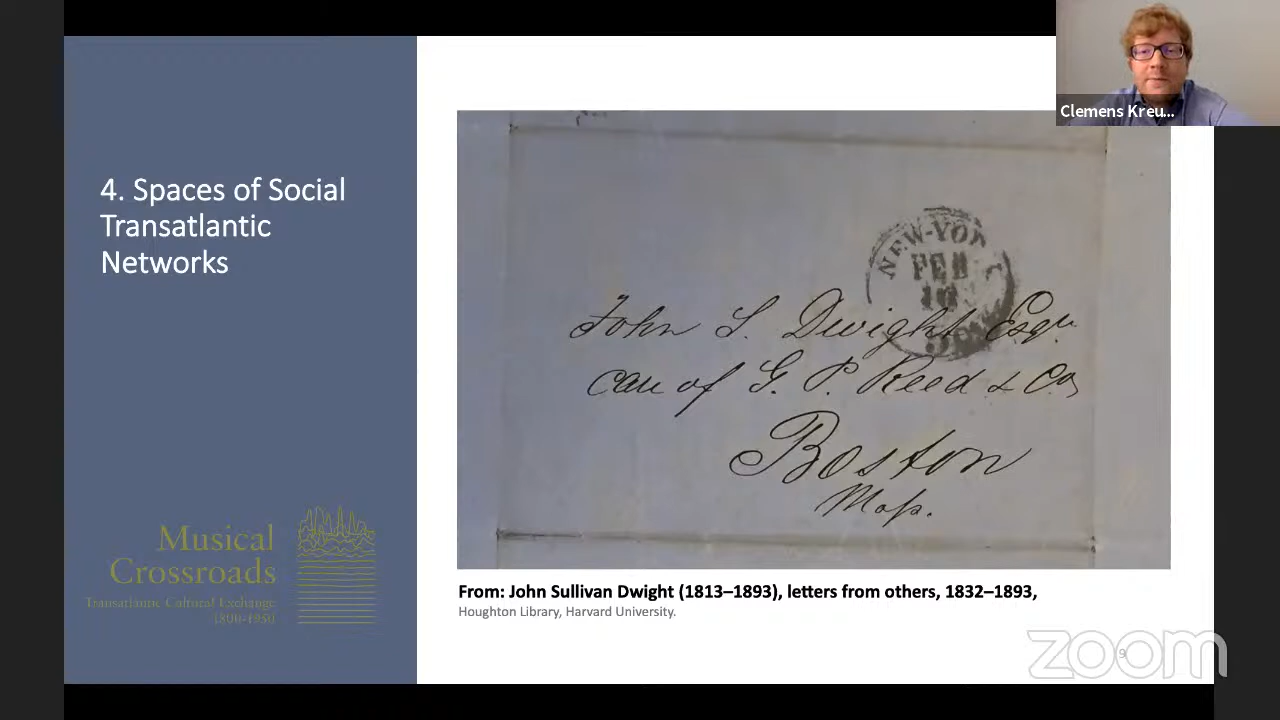 Clemens Kreu...
4. Spaces of Social
Transatlantic
Networks
NEW-YORK
FEB
10
John S. Dwight Esqr.
care of G. P. Reed & Co
Boston
Mass.
Musical
Crossroads
Transatlantic Cultural Exchange
1800-1950
From: John Sullivan Dwight (1813–1893), letters from others, 1832–1893,
Houghton Library, Harvard University.
9
zoom